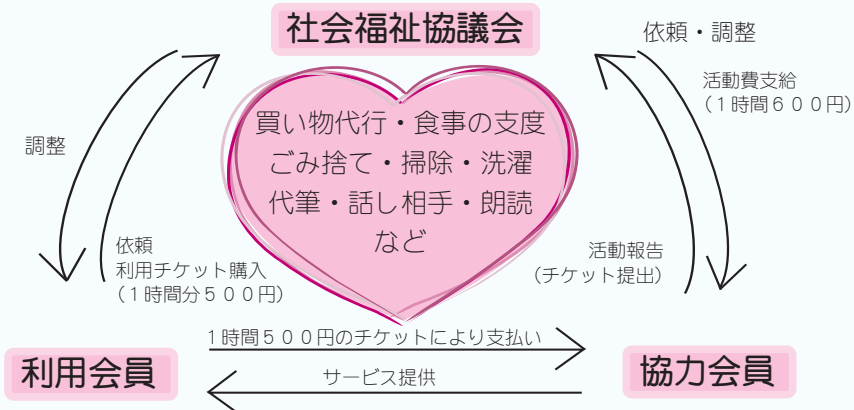 社会福祉協議会
依頼・調整
活動費支給
（1時間６００円）
調整
買い物代行・食事の支度
ごみ捨て・掃除・洗濯
代筆・話し相手・朗読
など
依頼
利用チケット購入
（１時間分５００円）
活動報告
（チケット提出）
１時間５００円のチケットにより支払い
利用会員
サービス提供
協力会員